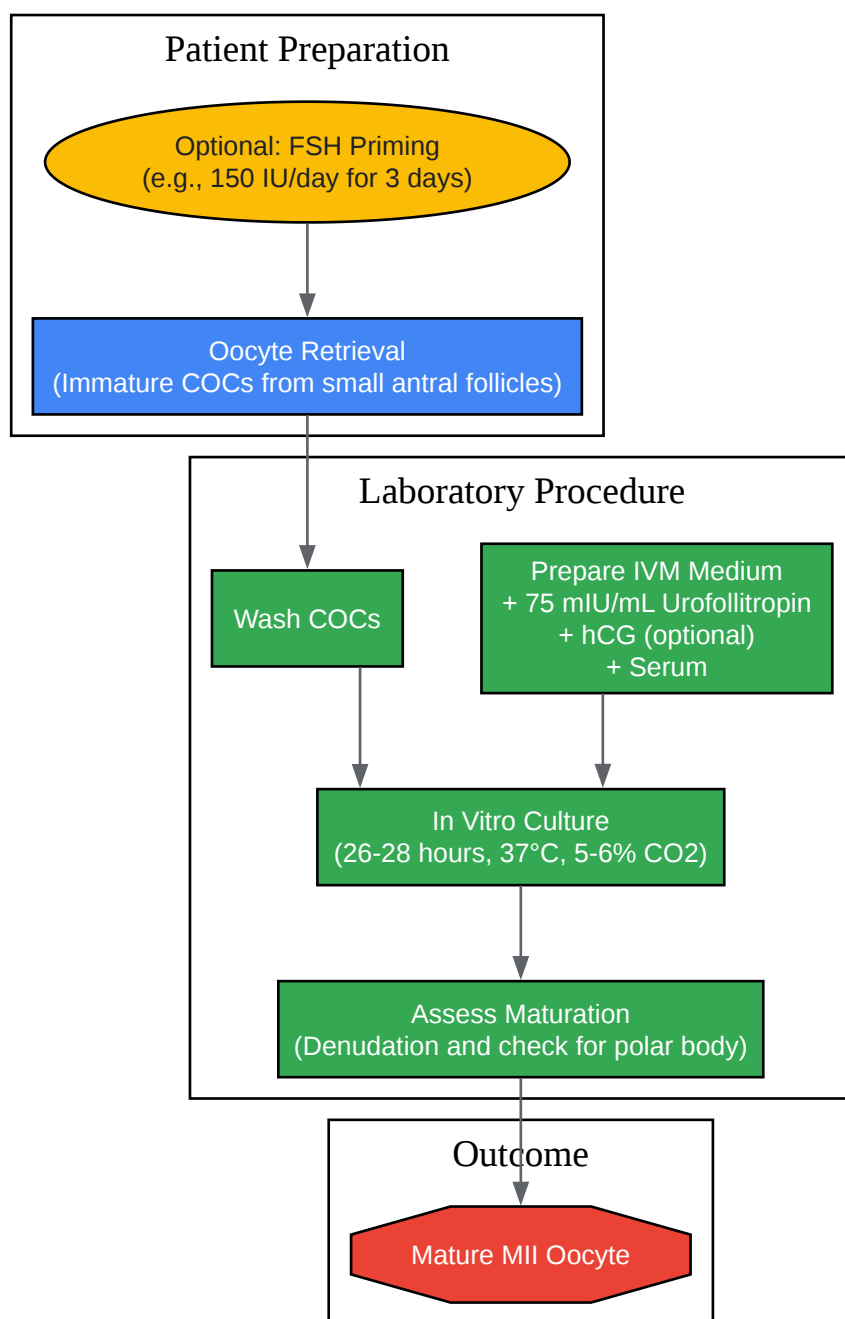 Patient Preparation
Optional: FSH Priming
(e.g., 150 IU/day for 3 days)
Oocyte Retrieval
(Immature COCs from small antral follicles)
Laboratory Procedure
Wash COCs
Prepare IVM Medium
+ 75 mIU/mL Urofollitropin
+ hCG (optional)
+ Serum
In Vitro Culture
(26-28 hours, 37°C, 5-6% CO2)
Assess Maturation
(Denudation and check for polar body)
Outcome
Mature MII Oocyte